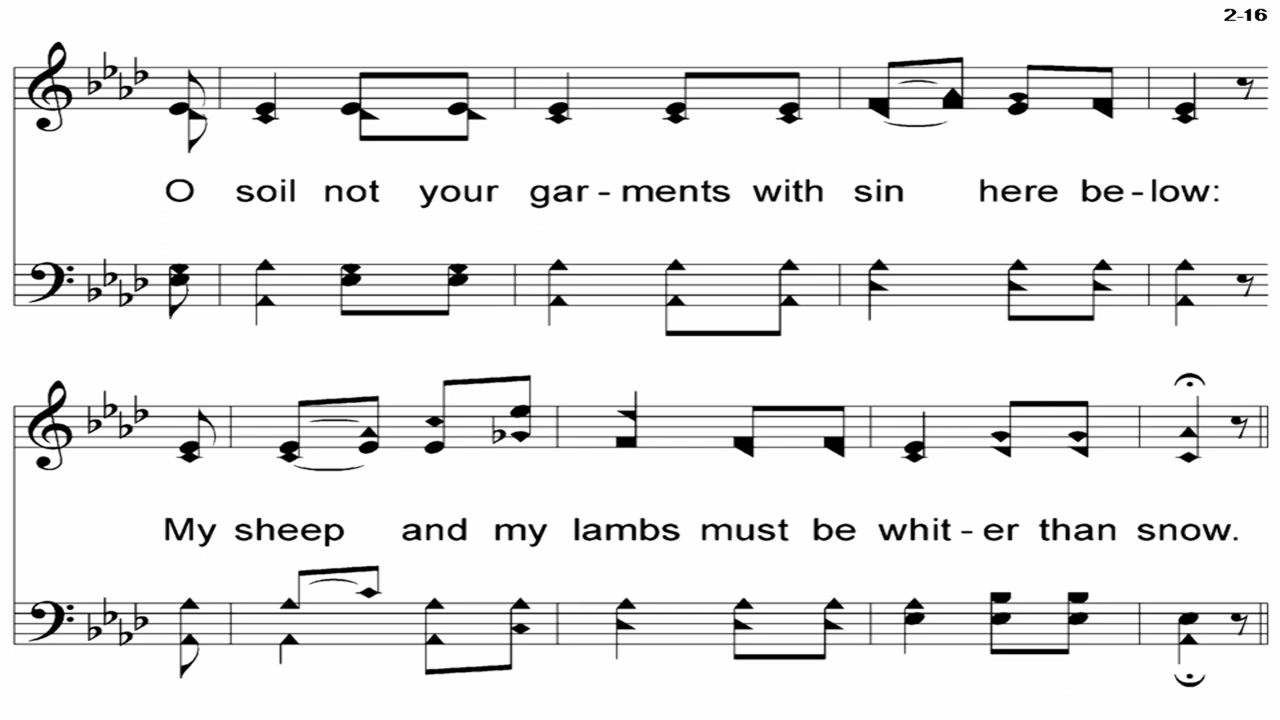 2-16
O soil not your gar - ments with sin here be - low:
My sheep and my lambs must be whit - er than snow.